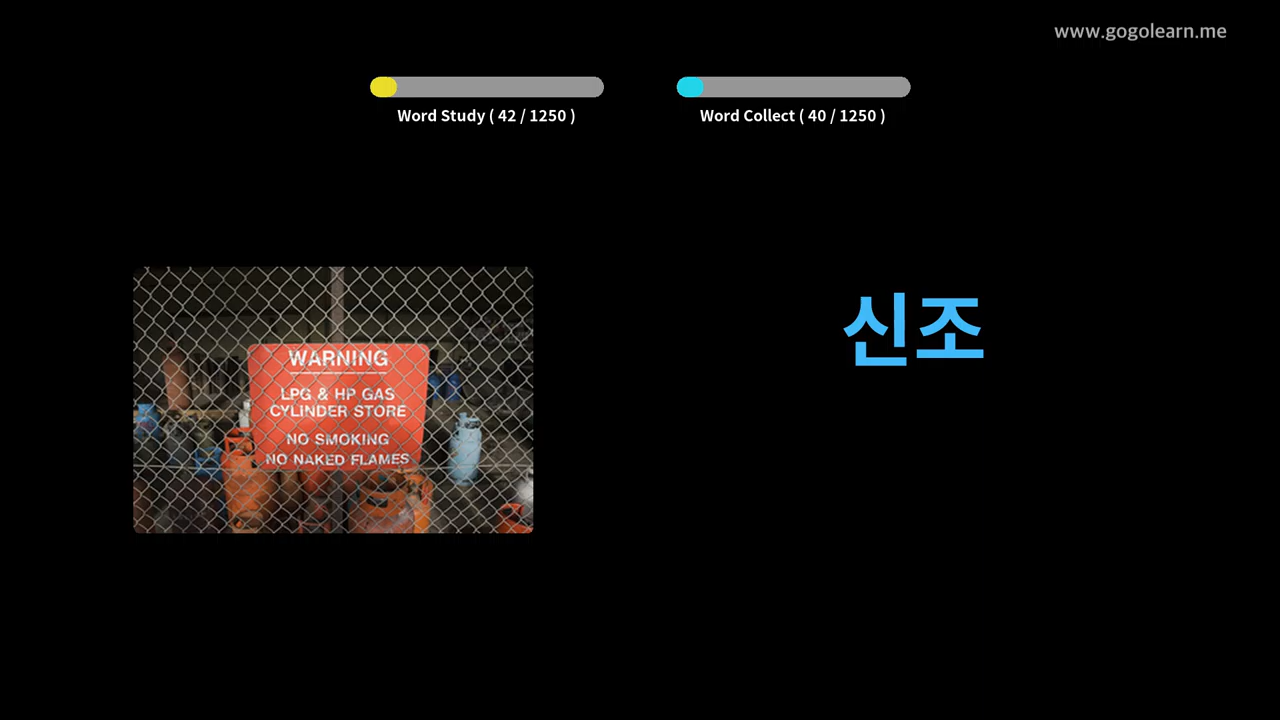 www.gogolearn.me
Word Study ( 42 / 1250 )
Word Collect ( 40 / 1250 )
WARNING
LPG & HP GAS
CYLINDER STORE
NO SMOKING
NO NAKED FLAMES
신조